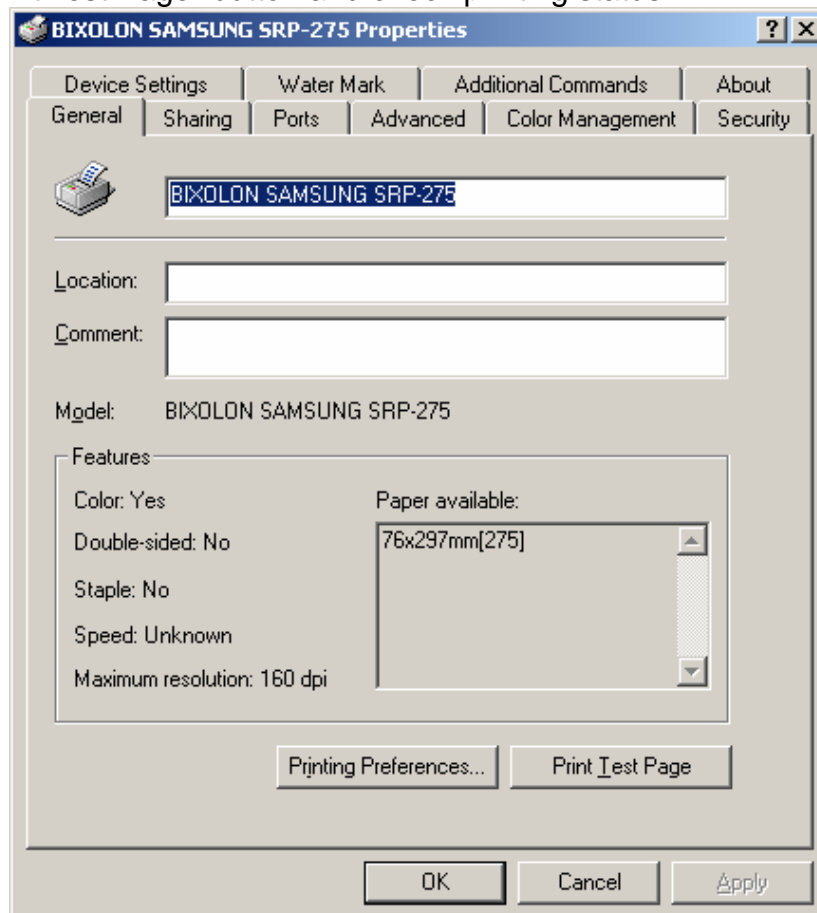 BIXOLON SAMSUNG SRP-275 Properties
Device Settings Water Mark Additional Commands About
General Sharing Ports Advanced Color Management Security
BIXOLON SAMSUNG SRP-275
Location:
Comment:
Model: BIXOLON SAMSUNG SRP-275
Features
Color: Yes Paper available:
Double-sided: No 76x297mm[275]
Staple: No
Speed: Unknown
Maximum resolution: 160 dpi
Printing Preferences... Print Test Page
OK Cancel Apply